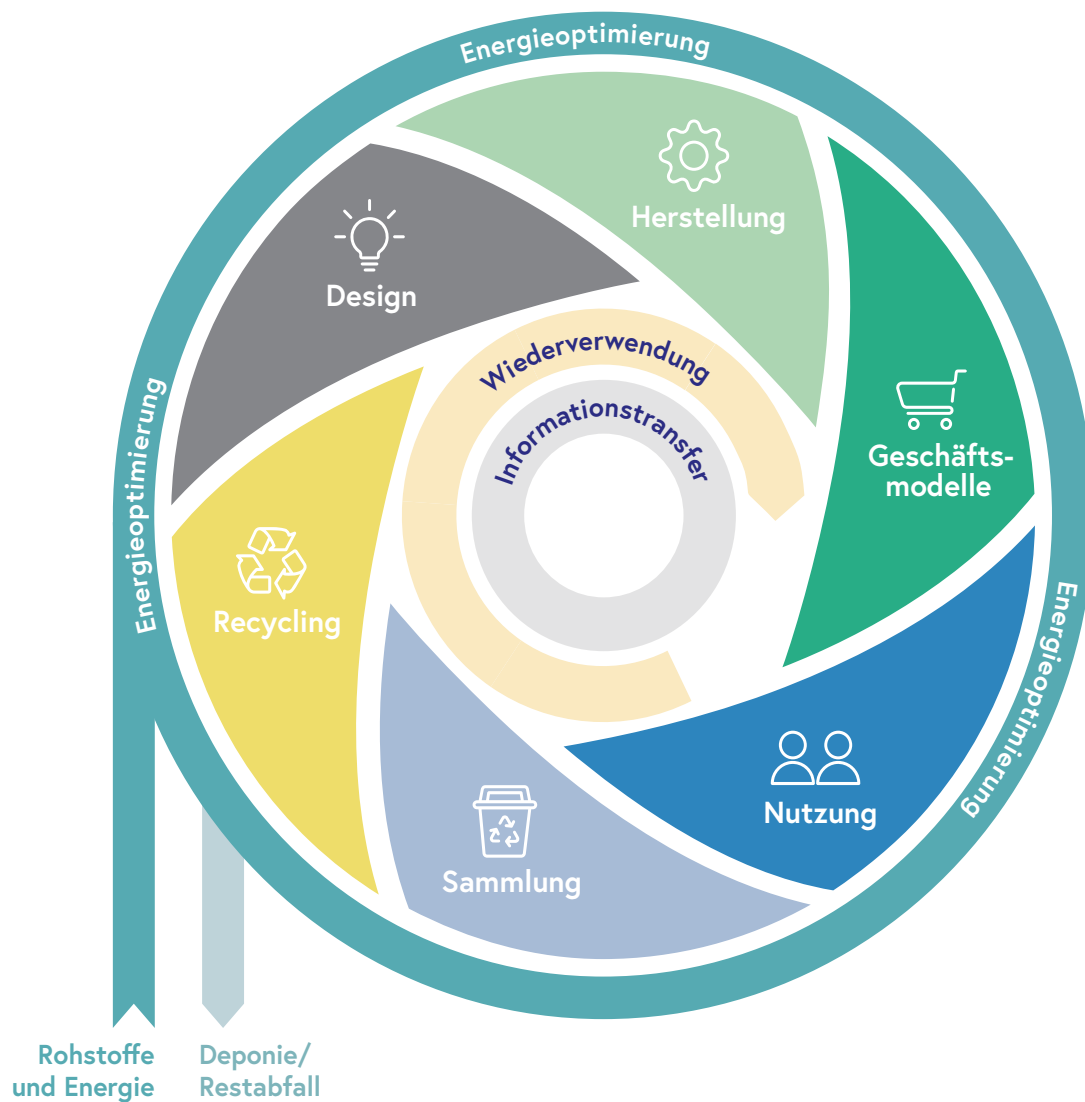 Energieoptimierung
Herstellung
Design
Wiederverwendung
Informationstransfer
Geschäfts-
modelle
Energieoptimierung
Recycling
Energieoptimierung
Nutzung
Sammlung
Rohstoffe
und Energie
Deponie/
Restabfall